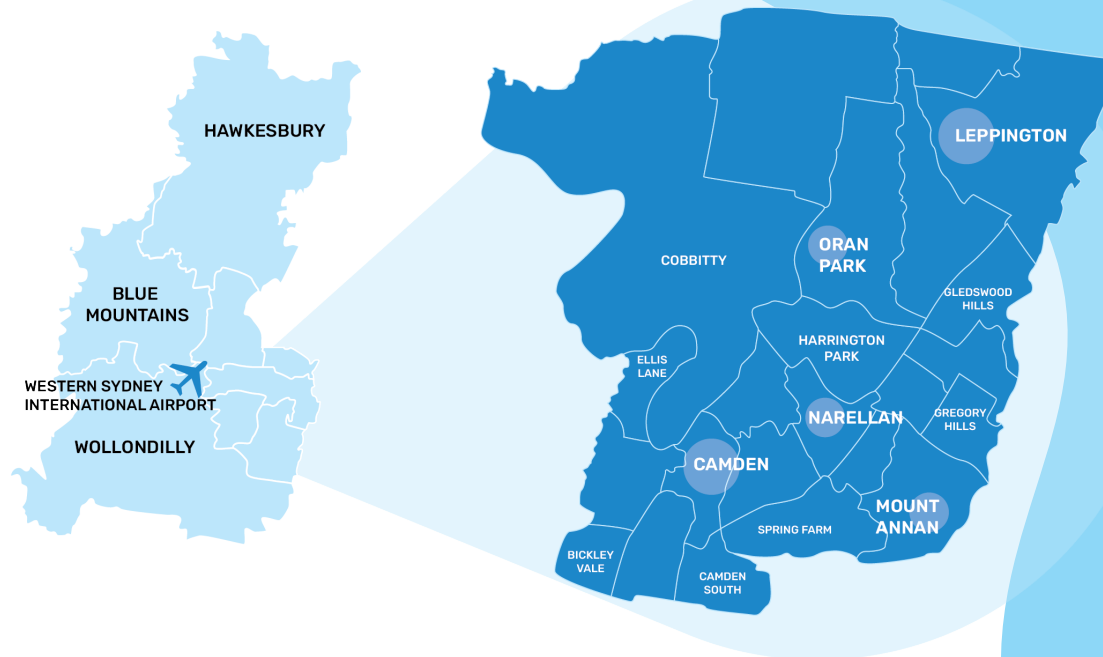 HAWKESBURY
BLUE
MOUNTAINS
WESTERN SYDNEY
INTERNATIONAL AIRPORT
WOLLONDILLY
LEPPINGTON
ORAN
PARK
COBBITTY
GLEDSWOOD
HILLS
HARRINGTON
PARK
ELLIS
LANE
NARELLAN
GREGORY
HILLS
CAMDEN
MOUNT
ANNAN
SPRING FARM
BICKLEY
VALE
CAMDEN
SOUTH